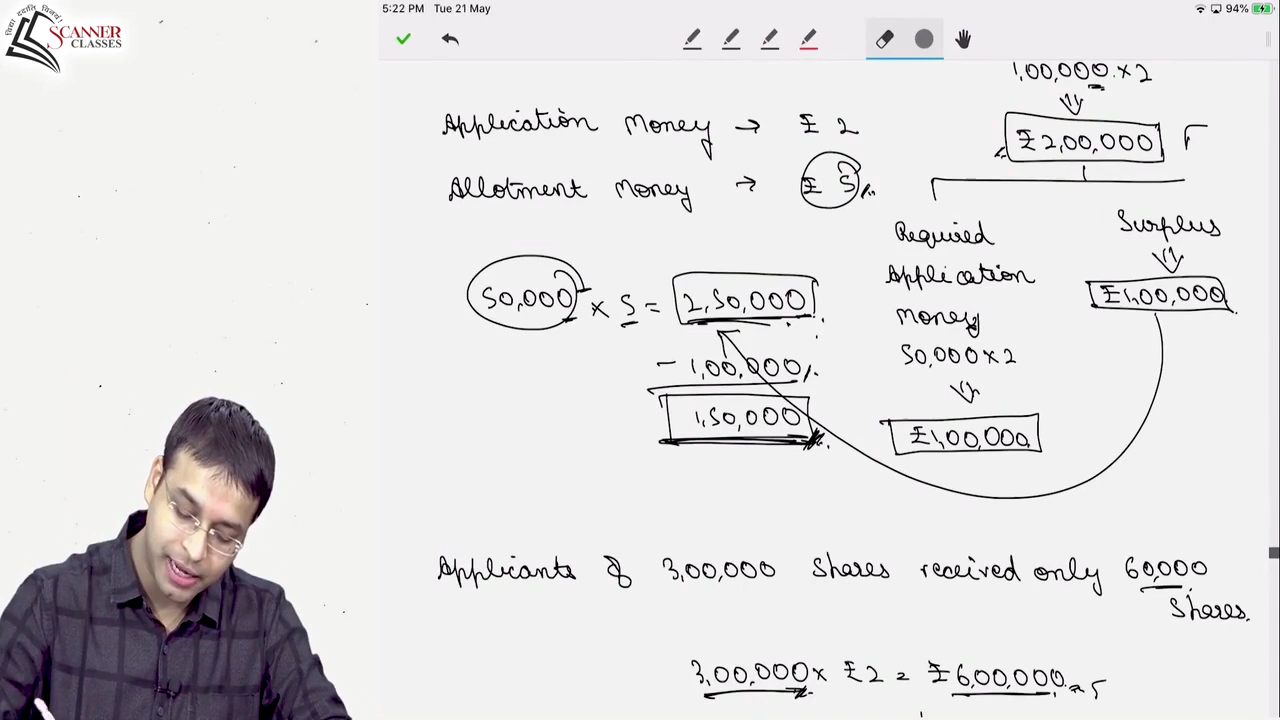 विद्या ददाति विनयं
SCANNER
CLASSES
5:22 PM Tue 21 May
94%
1,00,000 × 2
Application Money → ₹ 2
₹2,00,000
Allotment Money → ₹ 5
Required
Application
Money
50,000 × 2
₹1,00,000
Surplus
₹1,00,000
50,000 × 5 = 2,50,000
- 1,00,000
1,50,000
Applicants of 3,00,000 shares received only 60,000
shares.
3,00,000 × ₹2 = ₹6,00,000